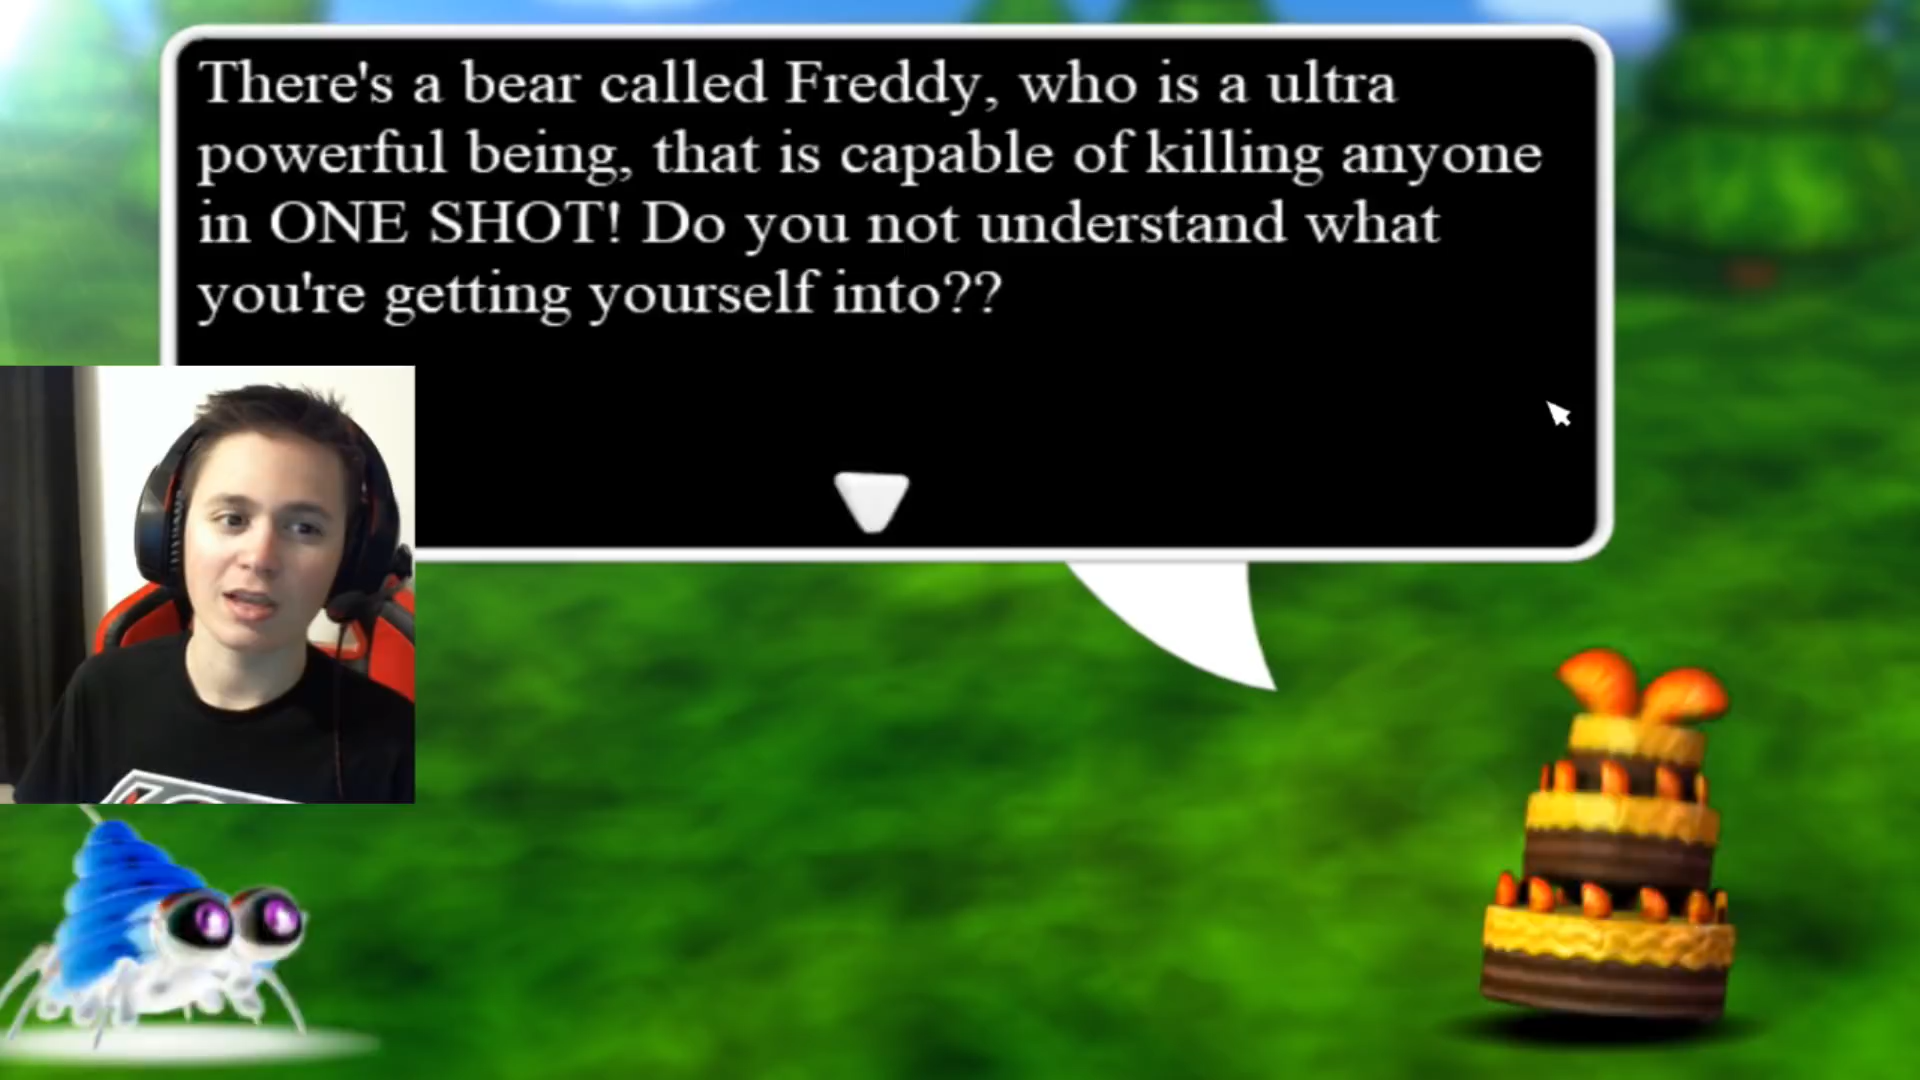 There's a bear called Freddy, who is a ultra
powerful being, that is capable of killing anyone
in ONE SHOT! Do you not understand what
you're getting yourself into??